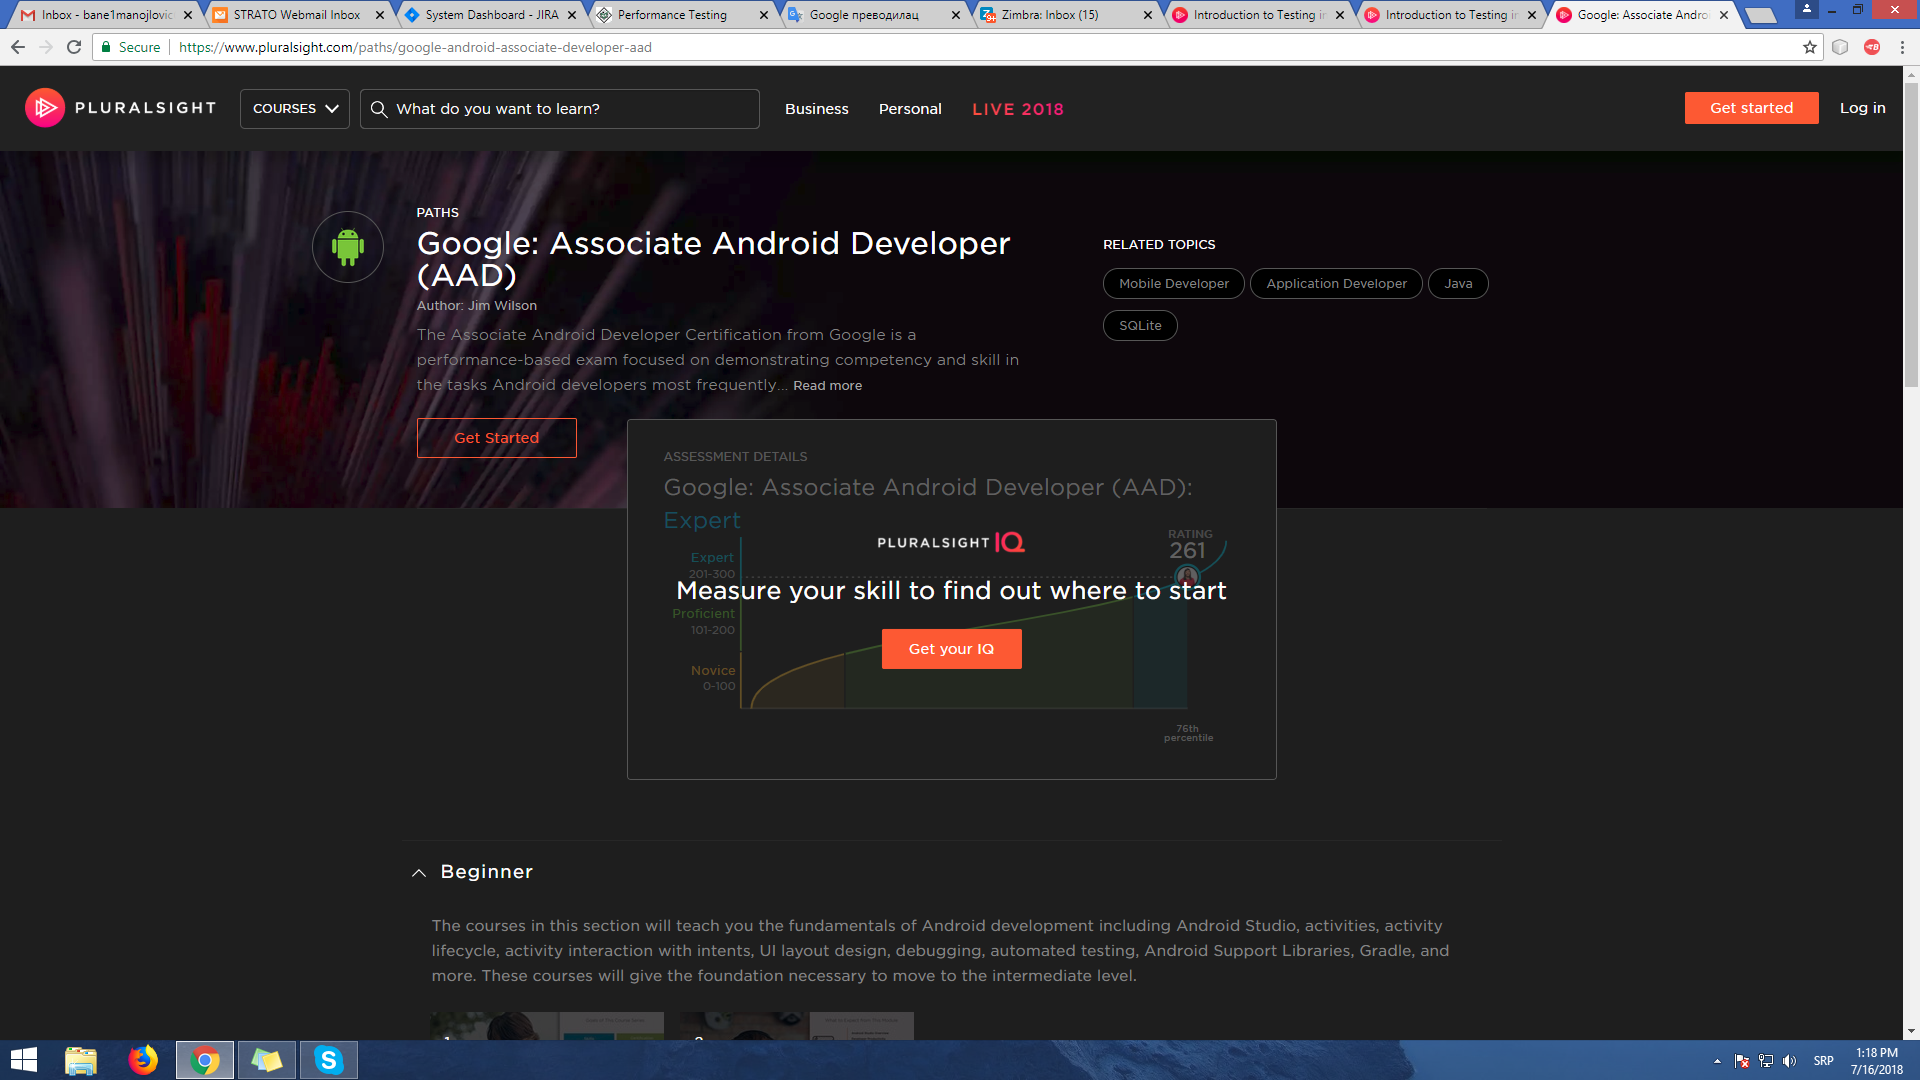 Inbox - bane1manojlovic
STRATO Webmail Inbox
System Dashboard - JIRA
Performance Testing
Google преводилац
Zimbra: Inbox (15)
Introduction to Testing in
Introduction to Testing in
Google: Associate Androi
Secure
https://www.pluralsight.com/paths/google-android-associate-developer-aad
PLURALSIGHT
COURSES
What do you want to learn?
Business
Personal
LIVE 2018
Get started
Log in
PATHS
Google: Associate Android Developer
(AAD)
Author: Jim Wilson
The Associate Android Developer Certification from Google is a
performance-based exam focused on demonstrating competency and skill in
the tasks Android developers most frequently... Read more
Get Started
RELATED TOPICS
Mobile Developer
Application Developer
Java
SQLite
ASSESSMENT DETAILS
Google: Associate Android Developer (AAD):
Expert
PLURALSIGHT IQ
RATING
261
Expert
201-300
Measure your skill to find out where to start
Proficient
101-200
Get your IQ
Novice
0-100
76th
percentile
Beginner
The courses in this section will teach you the fundamentals of Android development including Android Studio, activities, activity
lifecycle, activity interaction with intents, UI layout design, debugging, automated testing, Android Support Libraries, Gradle, and
more. These courses will give the foundation necessary to move to the intermediate level.
SRP
1:18 PM
7/16/2018